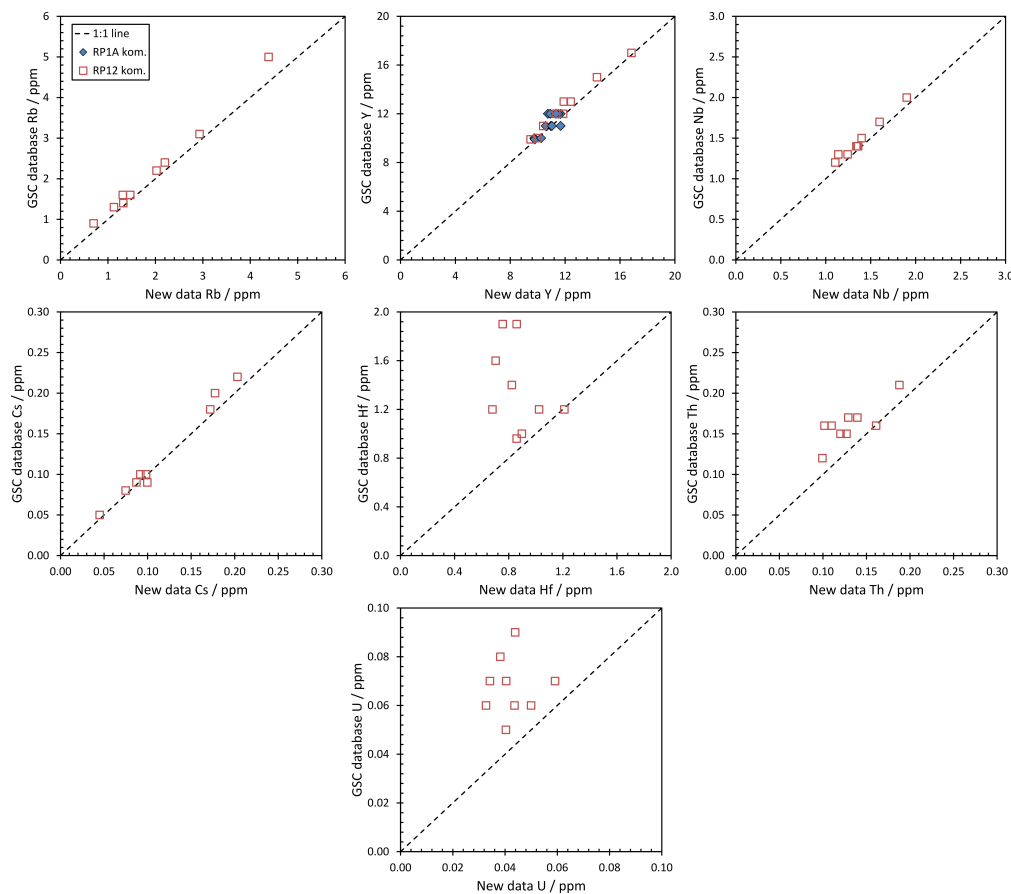 GSC database Rb / ppm
6
5
4
3
2
1
0
1:1 line
RP1A kom.
RP12 kom.
0 1 2 3 4 5 6
New data Rb / ppm
GSC database Y / ppm
20
16
12
8
4
0
0 4 8 12 16 20
New data Y / ppm
GSC database Nb / ppm
3.0
2.5
2.0
1.5
1.0
0.5
0.0
0.0 0.5 1.0 1.5 2.0 2.5 3.0
New data Nb / ppm
GSC database Cs / ppm
0.30
0.25
0.20
0.15
0.10
0.05
0.00
0.00 0.05 0.10 0.15 0.20 0.25 0.30
New data Cs / ppm
GSC database Hf / ppm
2.0
1.6
1.2
0.8
0.4
0.0
0.0 0.4 0.8 1.2 1.6 2.0
New data Hf / ppm
GSC database Th / ppm
0.30
0.25
0.20
0.15
0.10
0.05
0.00
0.00 0.05 0.10 0.15 0.20 0.25 0.30
New data Th / ppm
GSC database U / ppm
0.10
0.08
0.06
0.04
0.02
0.00
0.00 0.02 0.04 0.06 0.08 0.10
New data U / ppm